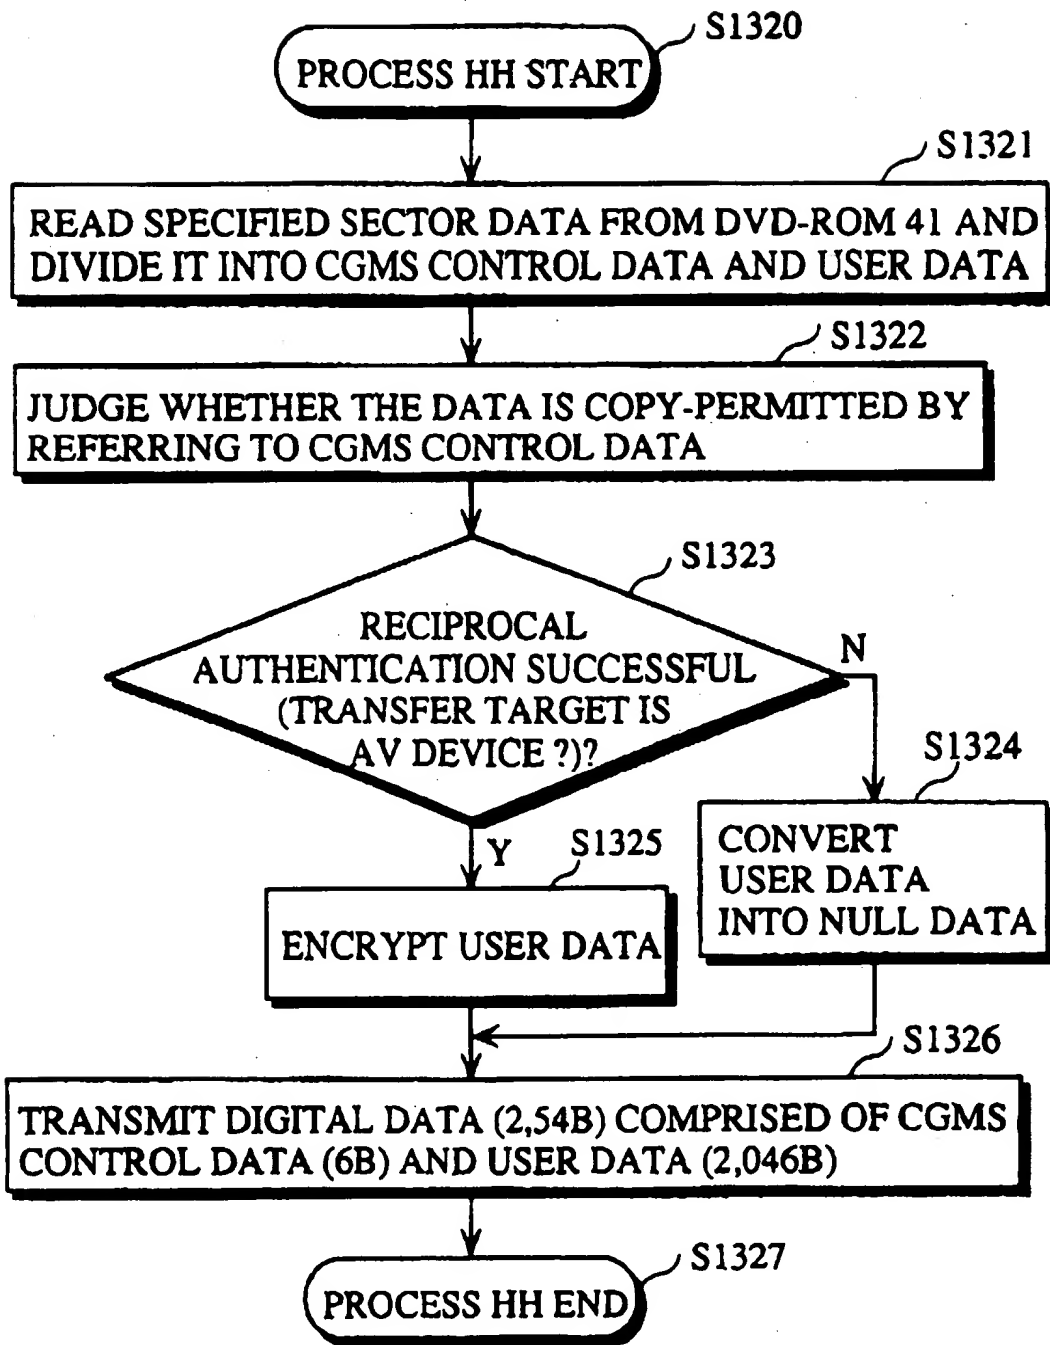 S1320
PROCESS HH START
S1321
READ SPECIFIED SECTOR DATA FROM DVD-ROM 41 AND
DIVIDE IT INTO CGMS CONTROL DATA AND USER DATA
S1322
JUDGE WHETHER THE DATA IS COPY-PERMITTED BY
REFERRING TO CGMS CONTROL DATA
S1323
RECIPROCAL
AUTHENTICATION SUCCESSFUL
(TRANSFER TARGET IS
AV DEVICE ?)?
N
S1324
CONVERT
USER DATA
INTO NULL DATA
Y
S1325
ENCRYPT USER DATA
S1326
TRANSMIT DIGITAL DATA (2,54B) COMPRISED OF CGMS
CONTROL DATA (6B) AND USER DATA (2,046B)
S1327
PROCESS HH END